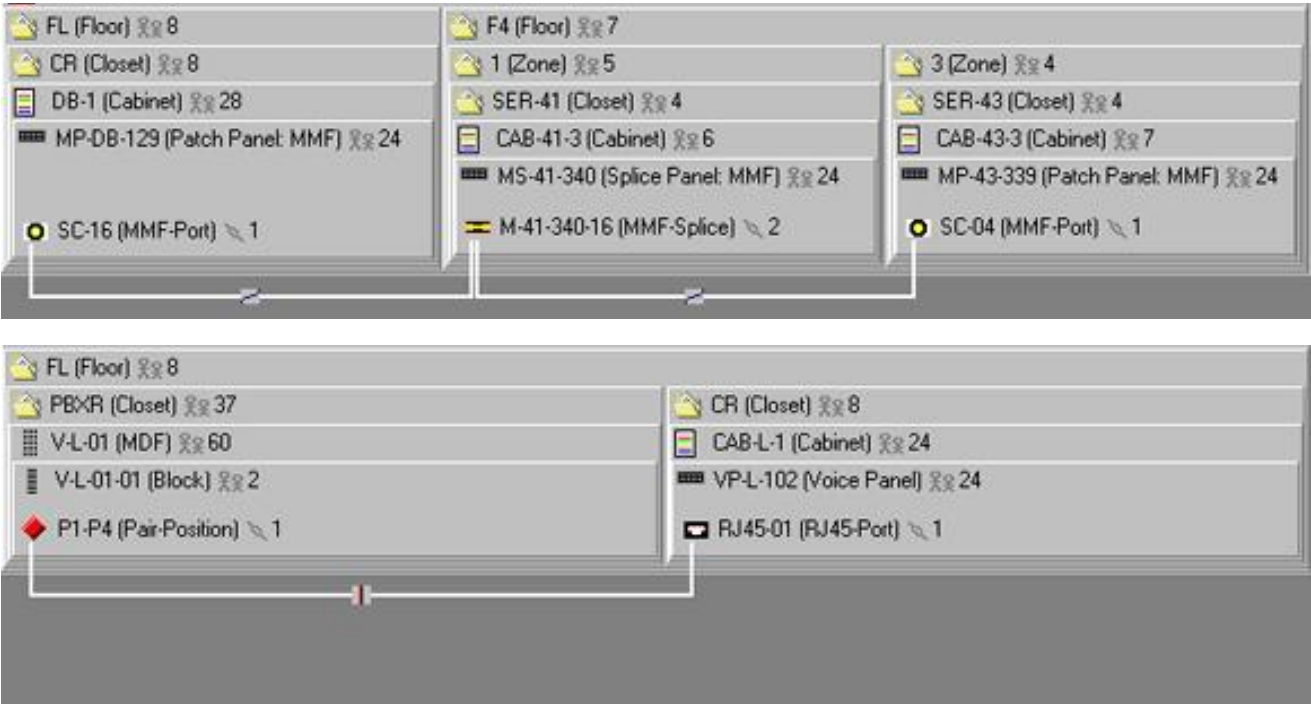 FL (Floor) 8
F4 (Floor) 7
CR (Closet) 8
1 (Zone) 5
3 (Zone) 4
DB-1 (Cabinet) 28
SER-41 (Closet) 4
SER-43 (Closet) 4
MP-DB-129 (Patch Panel: MMF) 24
CAB-41-3 (Cabinet) 6
CAB-43-3 (Cabinet) 7
MS-41-340 (Splice Panel: MMF) 24
MP-43-339 (Patch Panel: MMF) 24
SC-16 (MMF-Port) 1
M-41-340-16 (MMF-Splice) 2
SC-04 (MMF-Port) 1
FL (Floor) 8
PBXR (Closet) 37
CR (Closet) 8
V-L-01 (MDF) 60
CAB-L-1 (Cabinet) 24
V-L-01-01 (Block) 2
VP-L-102 (Voice Panel) 24
P1-P4 (Pair-Position) 1
RJ45-01 (RJ45-Port) 1